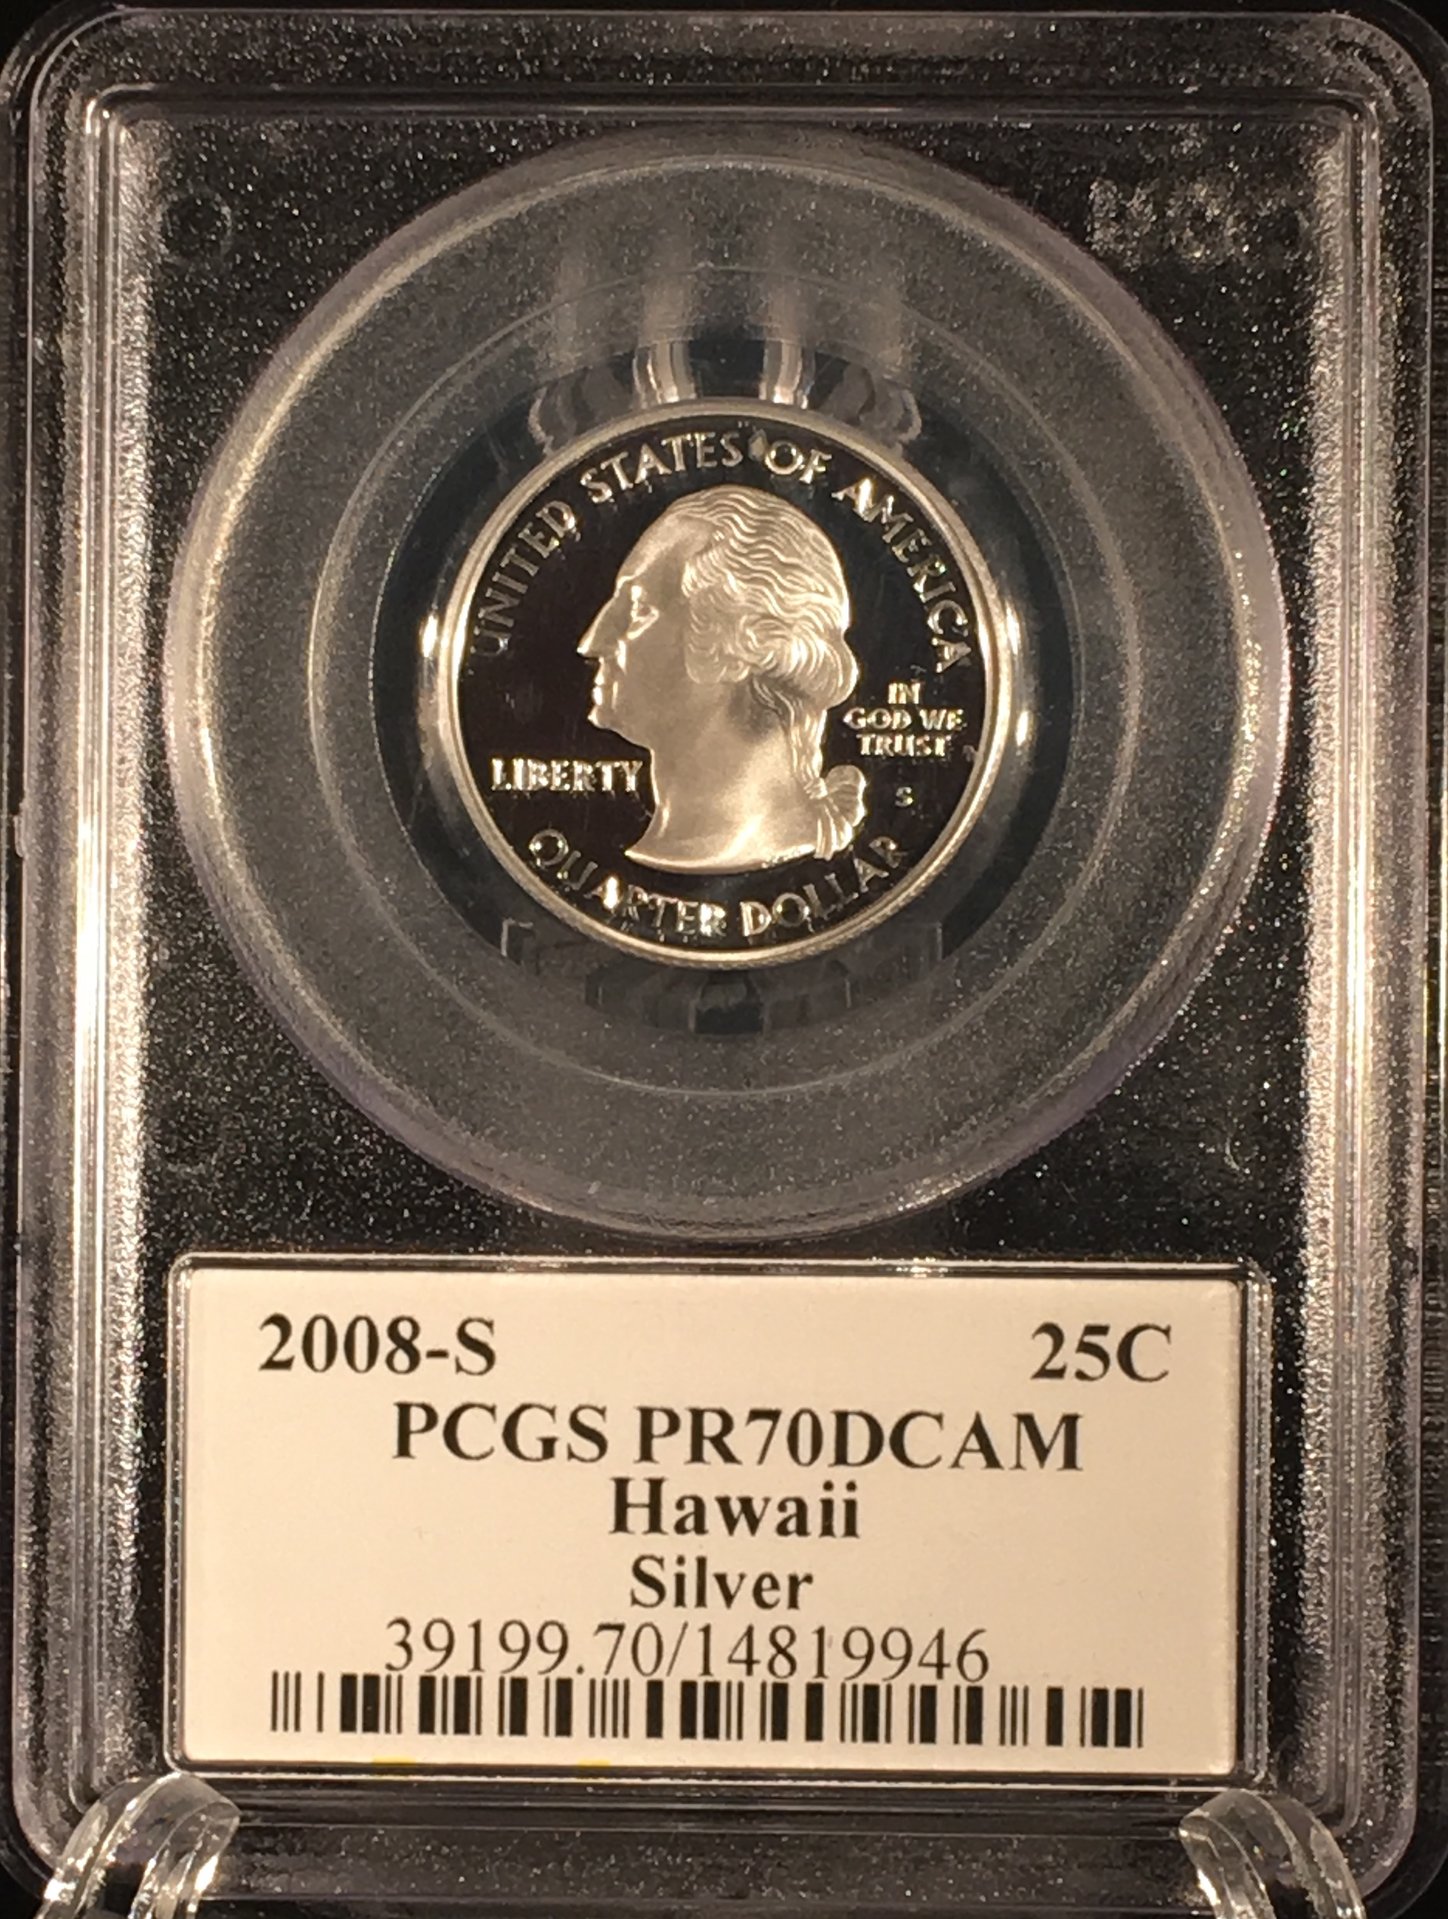 UNITED STATES OF AMERICA
IN
GOD WE
TRUST
LIBERTY
S
QUARTER DOLLAR
2008-S 25C
PCGS PR70DCAM
Hawaii
Silver
39199.70/14819946